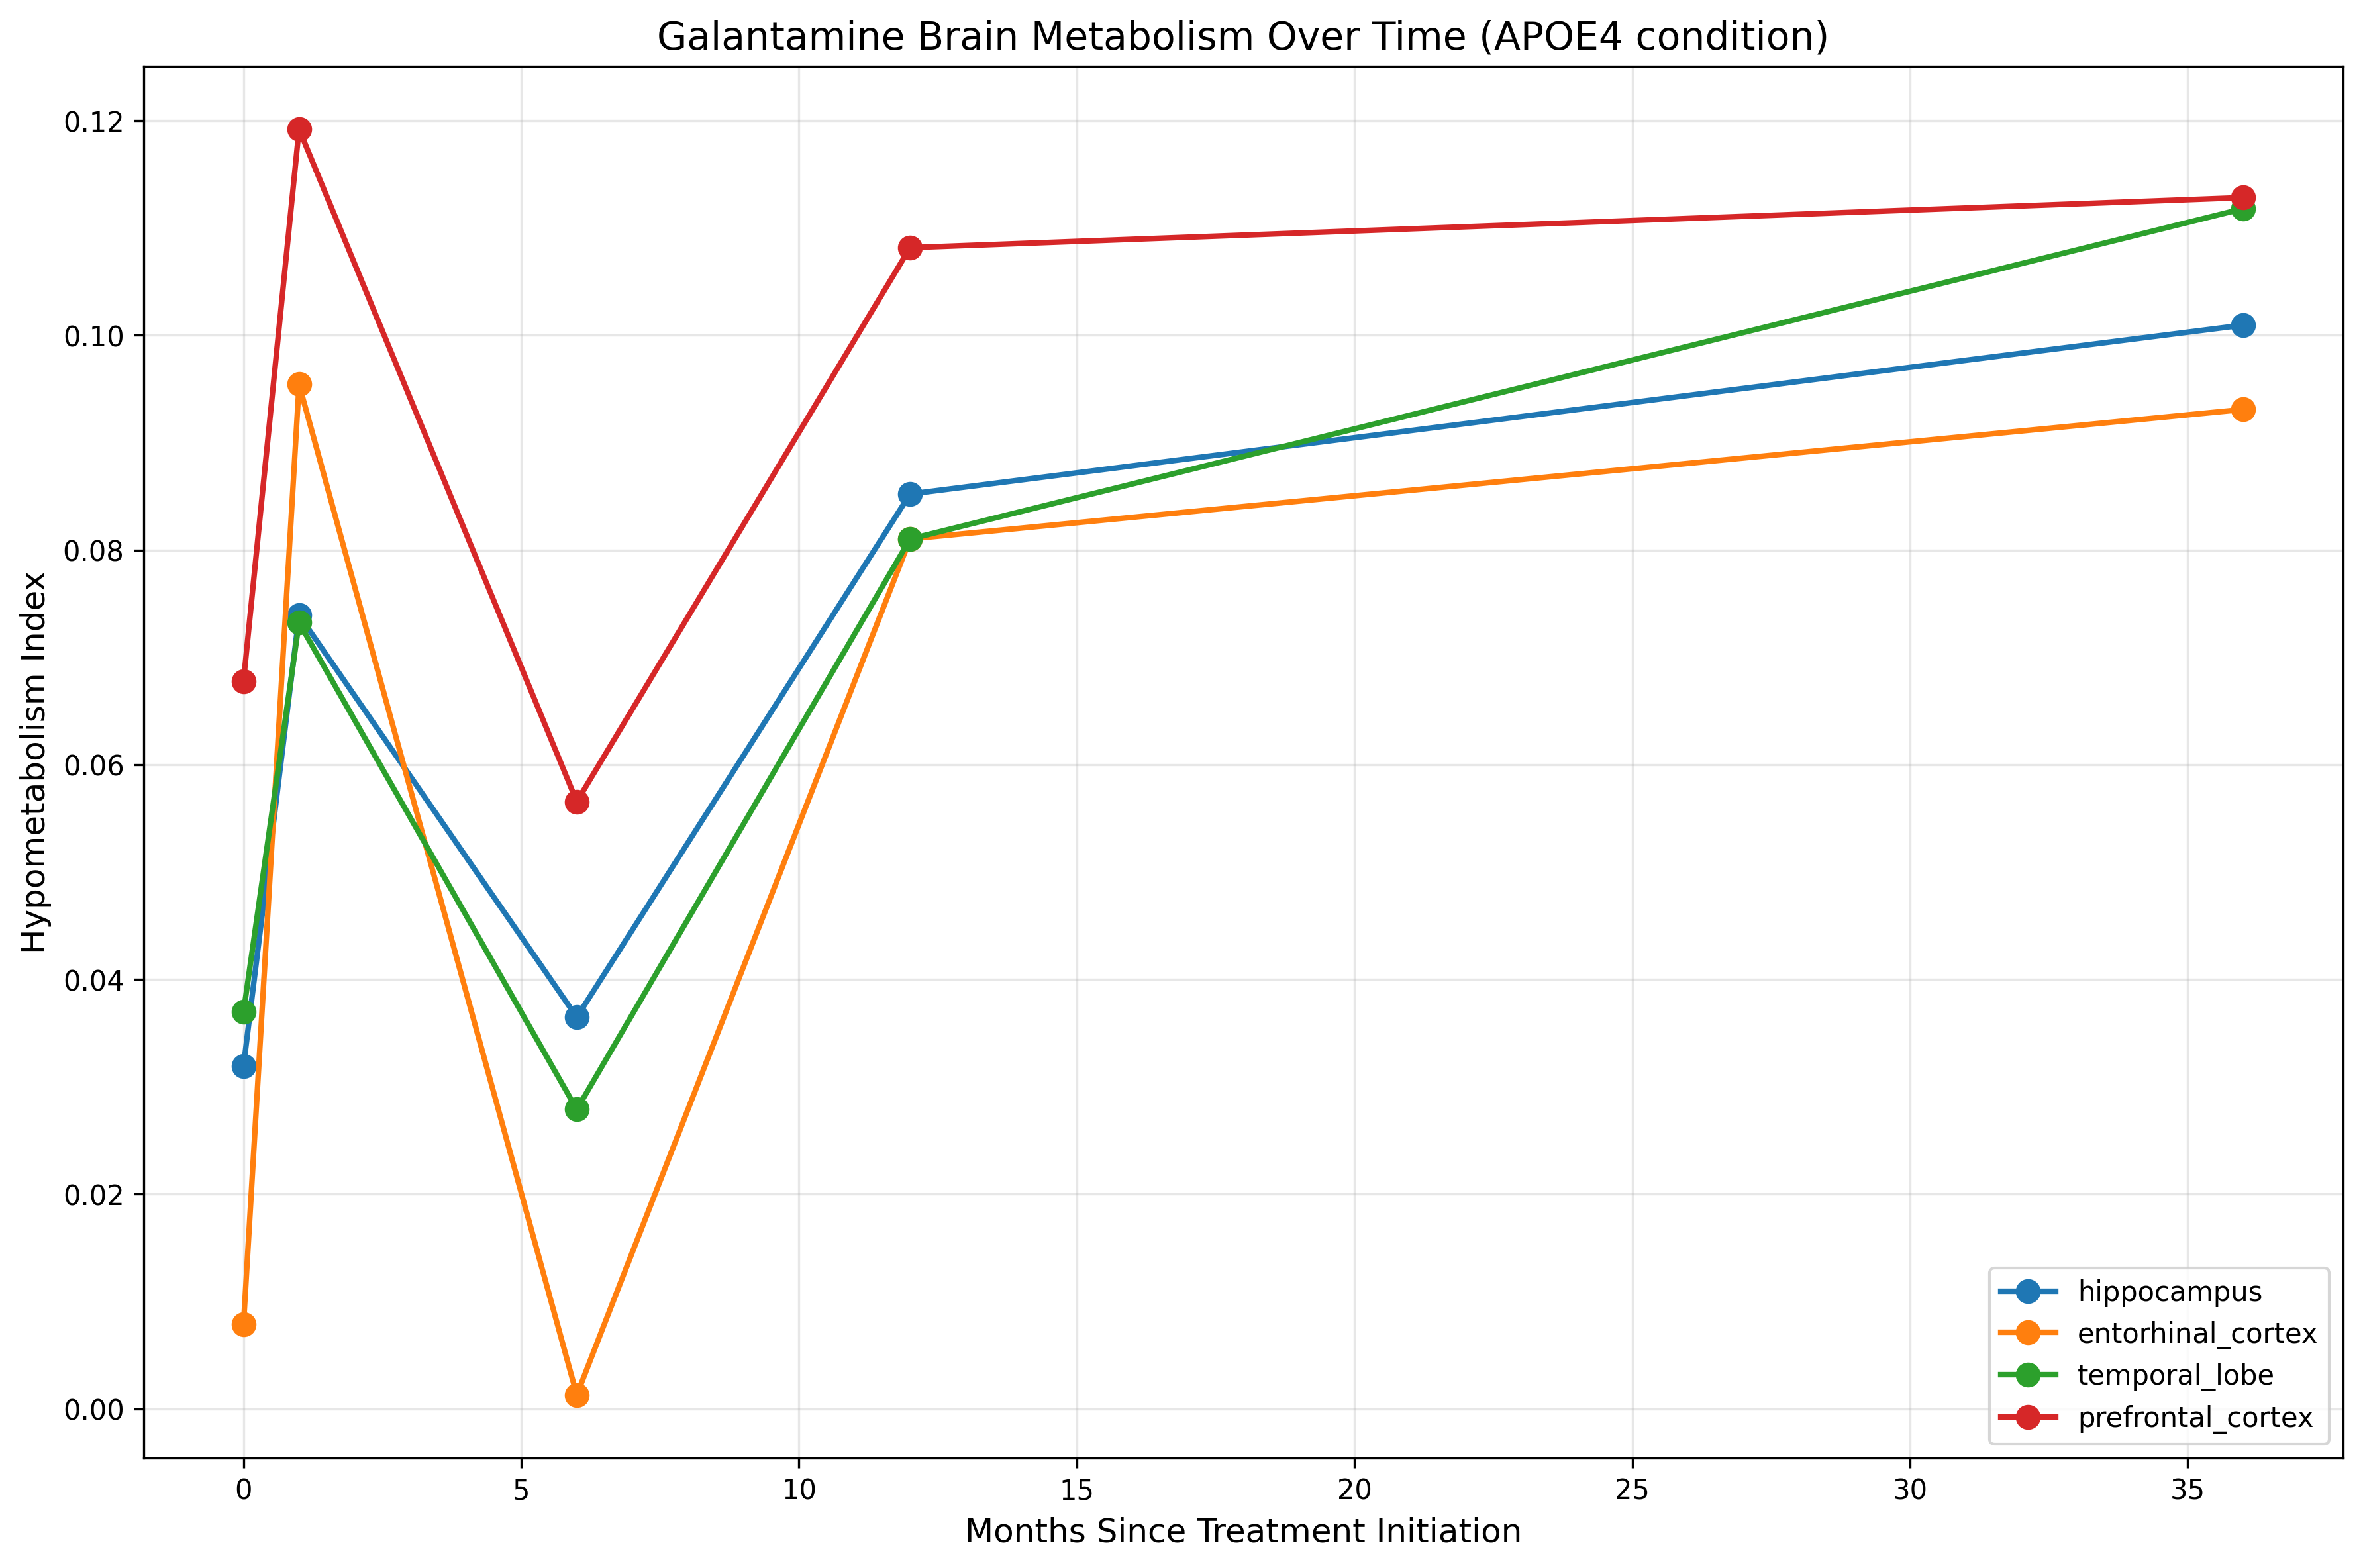 Galantamine Brain Metabolism Over Time (APOE4 condition)
Hypometabolism Index
0.12
0.10
0.08
0.06
0.04
0.02
0.00
0
5
10
15
20
25
30
35
Months Since Treatment Initiation
hippocampus
entorhinal_cortex
temporal_lobe
prefrontal_cortex